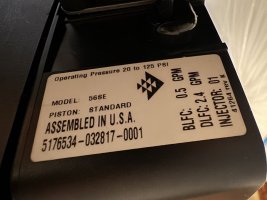 Operating Pressure 20 to 125 PSI
MODEL: 56SE
PISTON: STANDARD
ASSEMBLED IN U.S.A.
5176534-032817-0001
BLFC: 0.5 GPM
DLFC: 2.4 GPM
INJECTOR: 01